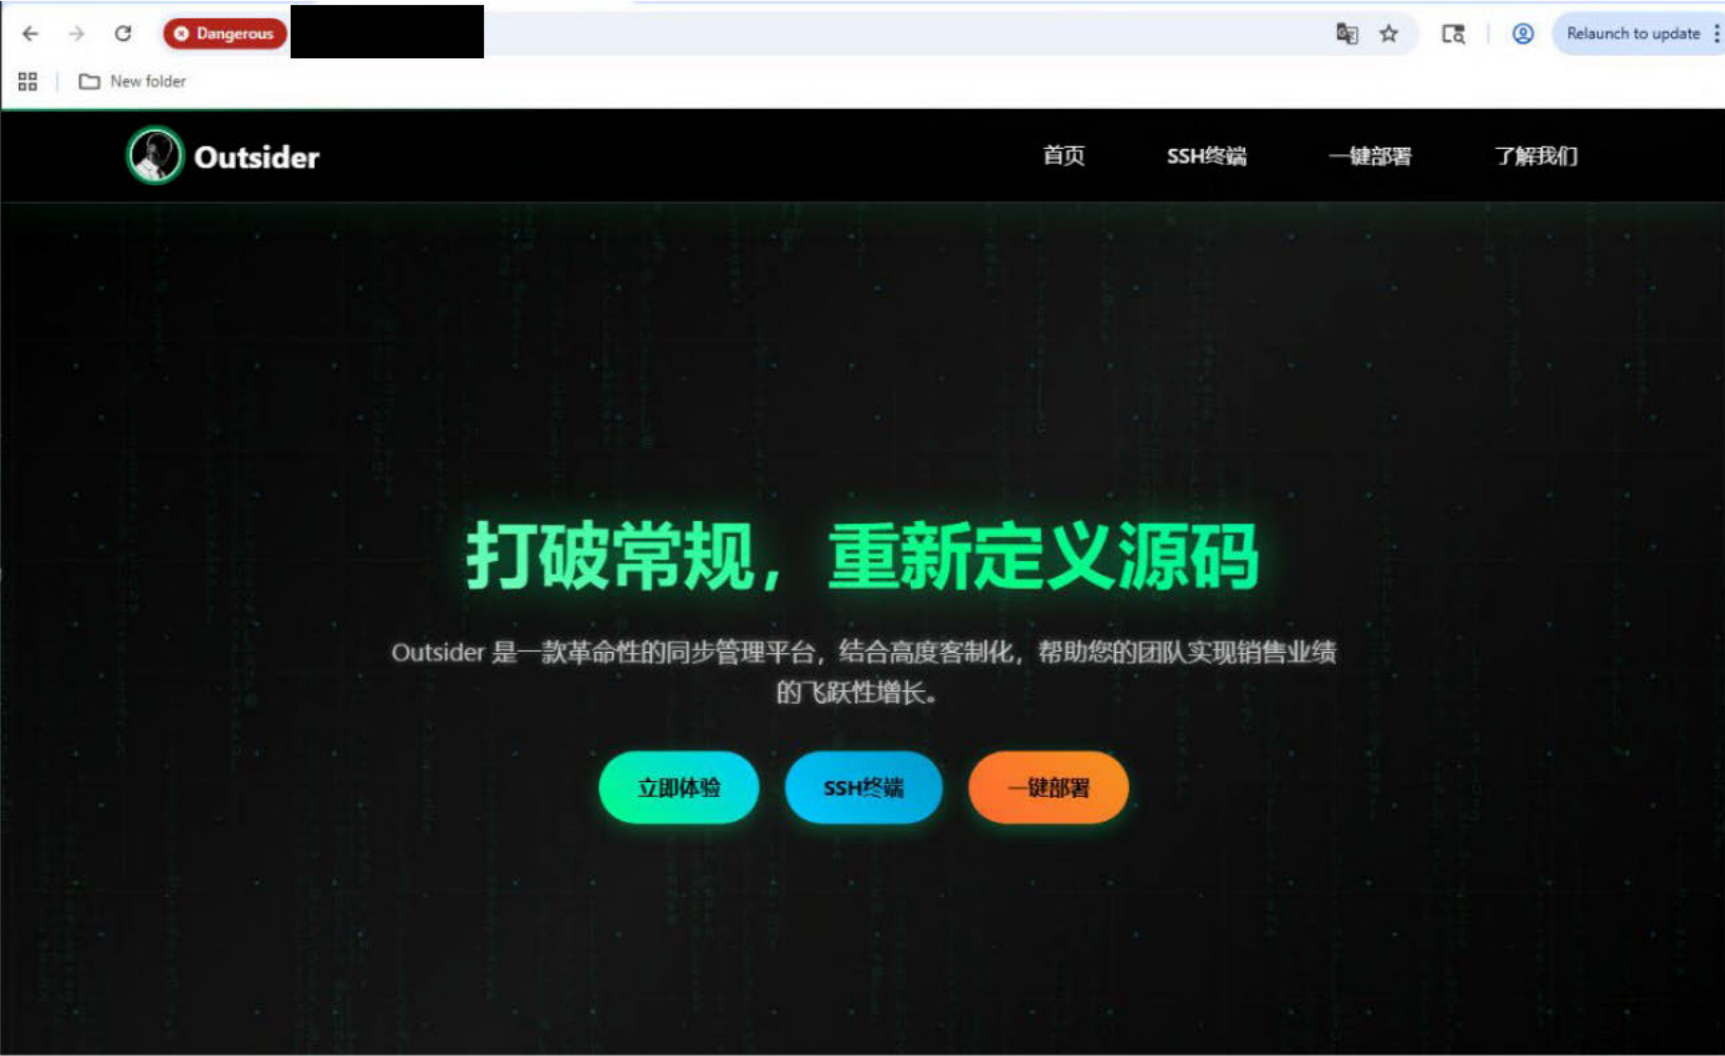 Dangerous
Relaunch to update
New folder
Outsider
首页
SSH终端
一键部署
了解我们
打破常规，重新定义源码
Outsider 是一款革命性的同步管理平台，结合高度客制化，帮助您的团队实现销售业绩
的飞跃性增长。
立即体验
SSH终端
一键部署